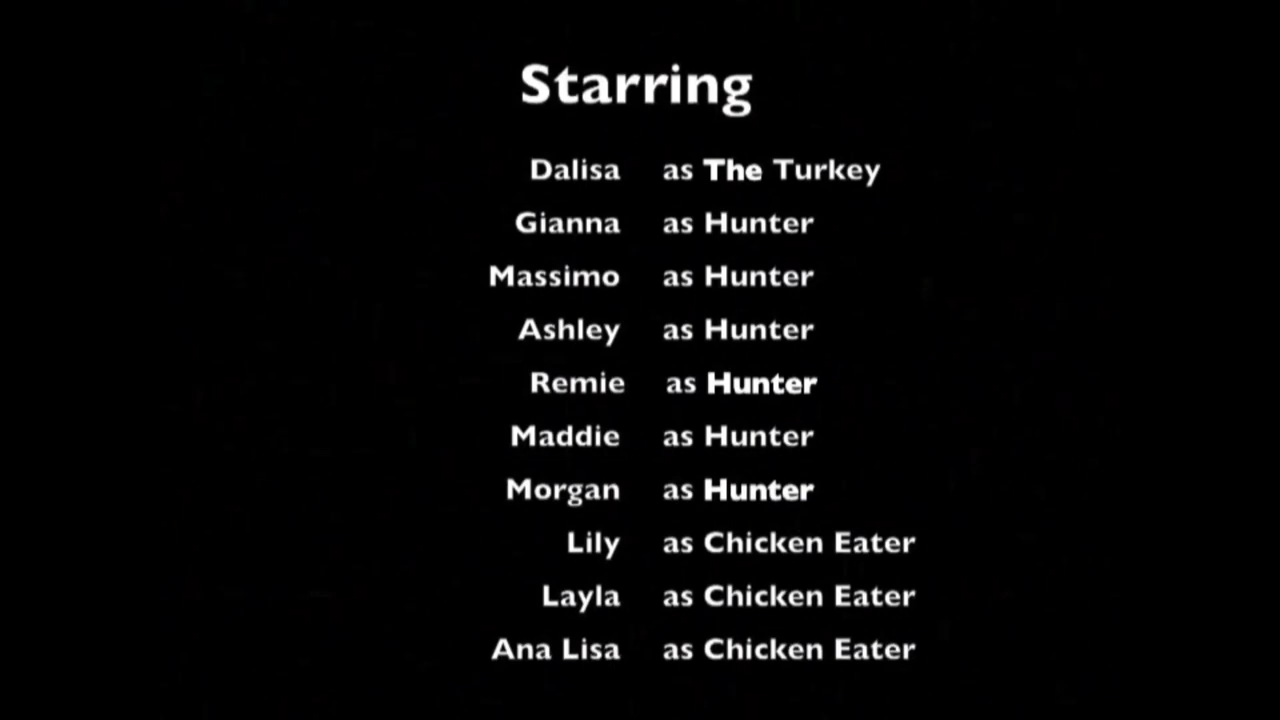 Starring
Dalisa as The Turkey
Gianna as Hunter
Massimo as Hunter
Ashley as Hunter
Remie as Hunter
Maddie as Hunter
Morgan as Hunter
Lily as Chicken Eater
Layla as Chicken Eater
Ana Lisa as Chicken Eater